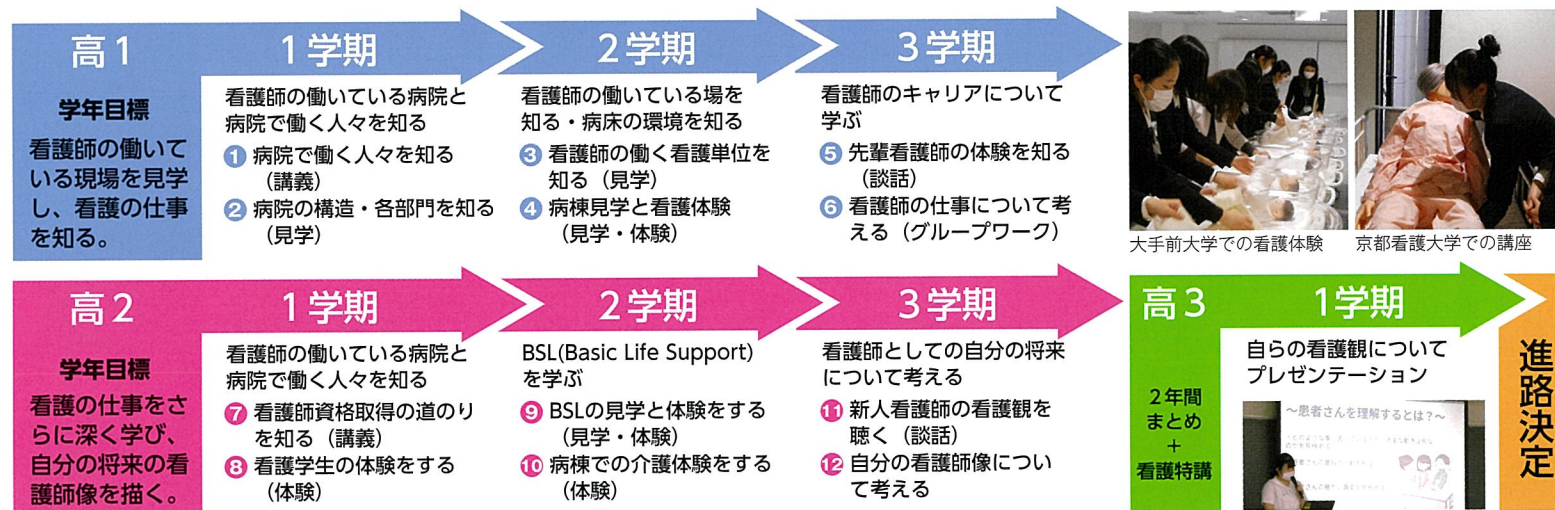 高1
学年目標
看護師の働いて
いる現場を見学
し、看護の仕事
を知る。
1学期
看護師の働いている病院と
病院で働く人々を知る
1 病院で働く人々を知る
（講義）
2 病院の構造・各部門を知る
（見学）
2学期
看護師の働いている場を
知る・病床の環境を知る
3 看護師の働く看護単位を
知る（見学）
4 病棟見学と看護体験
（見学・体験）
3学期
看護師のキャリアについて
学ぶ
5 先輩看護師の体験を知る
（談話）
6 看護師の仕事について考
える（グループワーク）
大手前大学での看護体験
京都看護大学での講座
高2
学年目標
看護の仕事をさ
らに深く学び、
自分の将来の看
護師像を描く。
1学期
看護師の働いている病院と
病院で働く人々を知る
7 看護師資格取得の道のり
を知る（講義）
8 看護学生の体験をする
（体験）
2学期
BSL(Basic Life Support)
を学ぶ
9 BSLの見学と体験をする
（見学・体験）
10 病棟での介護体験をする
（体験）
3学期
看護師としての自分の将来
について考える
11 新人看護師の看護観を
聴く（談話）
12 自分の看護師像につい
て考える
高3
2年間
まとめ
+
看護特講
1学期
自らの看護観について
プレゼンテーション
～患者さんを理解するとは？～
進路決定